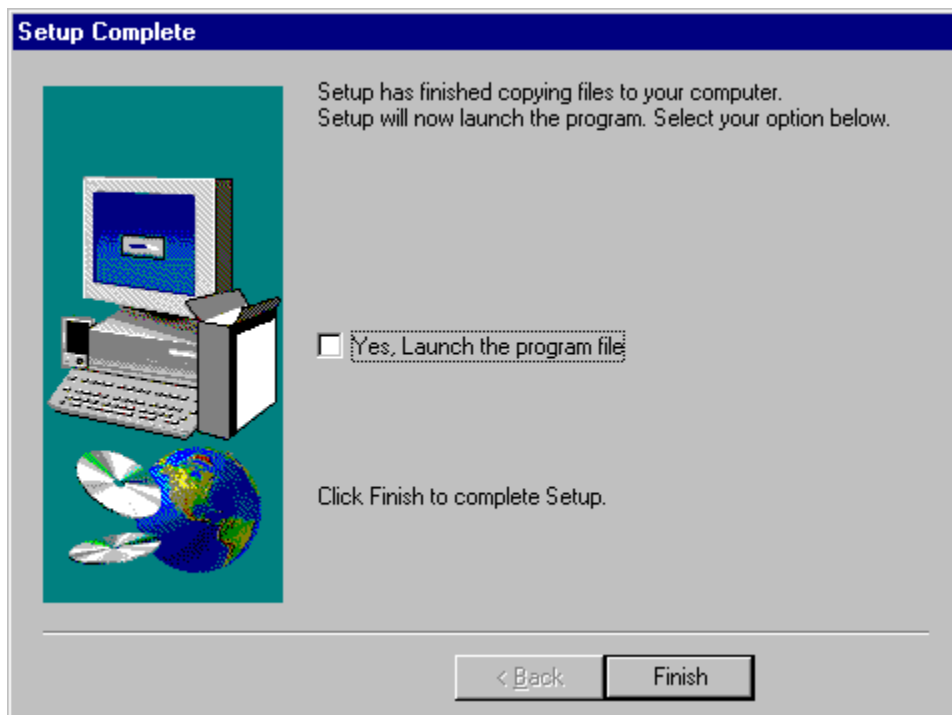 Setup Complete
Setup has finished copying files to your computer.
Setup will now launch the program. Select your option below.
Yes, Launch the program file
Click Finish to complete Setup.
< Back
Finish